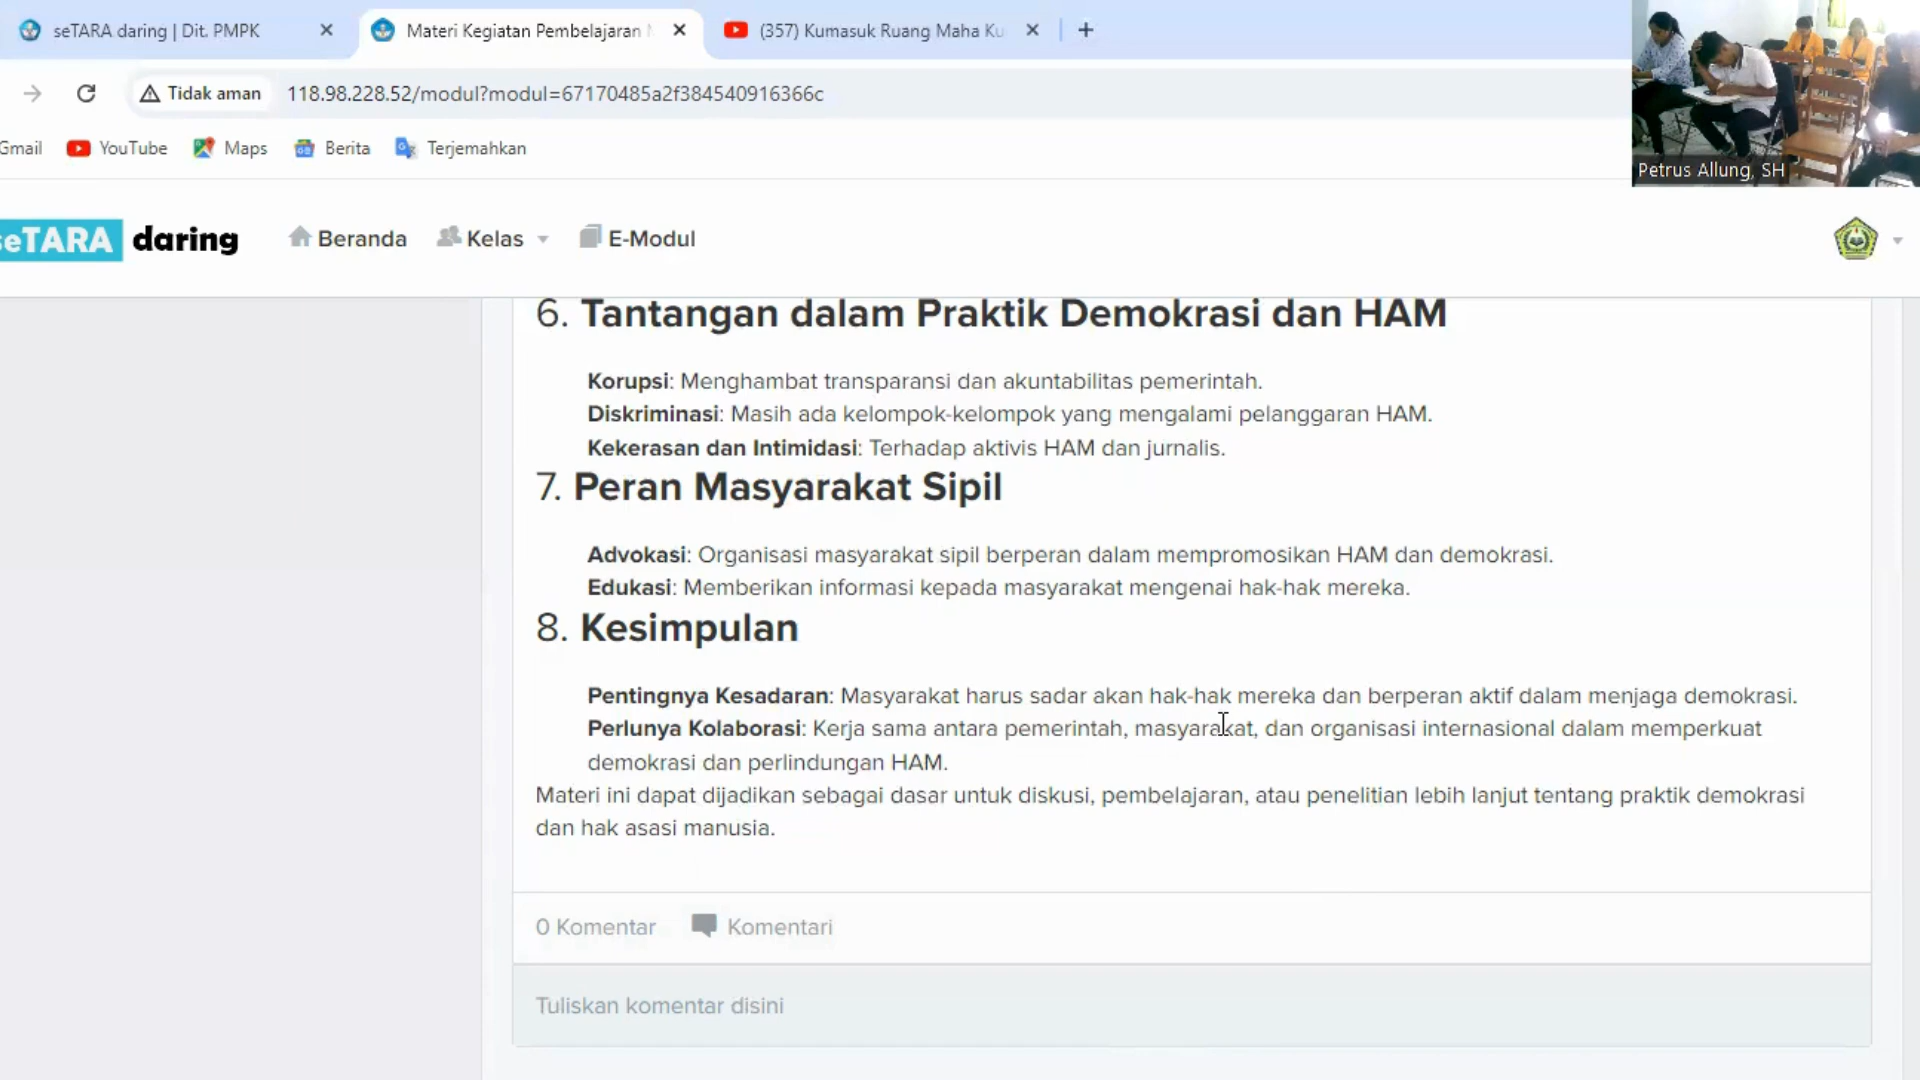 seTARA daring | Dit. PMPK
Materi Kegiatan Pembelajaran
(357) Kumasuk Ruang Maha Ku
Tidak aman
118.98.228.52/modul?modul=67170485a2f384540916366c
Gmail
YouTube
Maps
Berita
Terjemahkan
Petrus Allung, SH
seTARA daring
Beranda
Kelas
E-Modul
6. Tantangan dalam Praktik Demokrasi dan HAM
Korupsi: Menghambat transparansi dan akuntabilitas pemerintah.
Diskriminasi: Masih ada kelompok-kelompok yang mengalami pelanggaran HAM.
Kekerasan dan Intimidasi: Terhadap aktivis HAM dan jurnalis.
7. Peran Masyarakat Sipil
Advokasi: Organisasi masyarakat sipil berperan dalam mempromosikan HAM dan demokrasi.
Edukasi: Memberikan informasi kepada masyarakat mengenai hak-hak mereka.
8. Kesimpulan
Pentingnya Kesadaran: Masyarakat harus sadar akan hak-hak mereka dan berperan aktif dalam menjaga demokrasi.
Perlunya Kolaborasi: Kerja sama antara pemerintah, masyarakat, dan organisasi internasional dalam memperkuat
demokrasi dan perlindungan HAM.
Materi ini dapat dijadikan sebagai dasar untuk diskusi, pembelajaran, atau penelitian lebih lanjut tentang praktik demokrasi
dan hak asasi manusia.
0 Komentar
Komentari
Tuliskan komentar disini